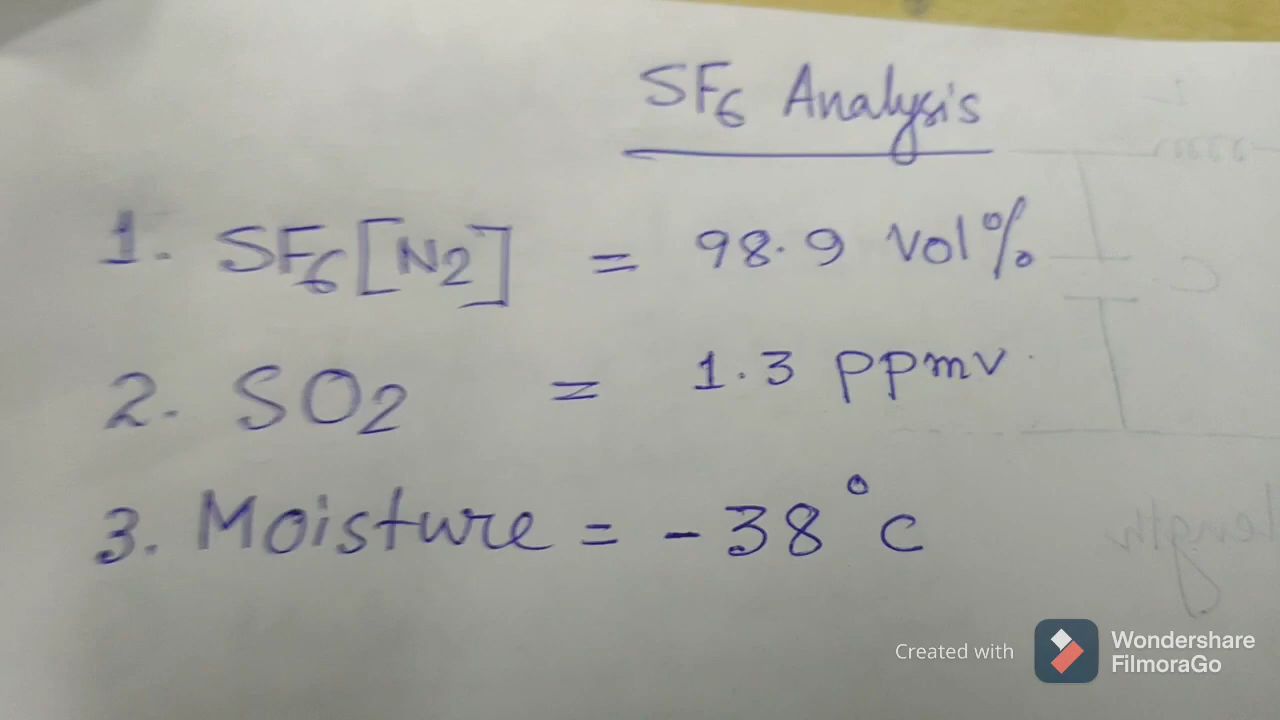 SF6 Analysis
1. SF6[N2] = 98.9 Vol%
2. SO2 = 1.3 ppmv
3. Moisture = -38°c
C
length
Created with
Wondershare
FilmoraGo